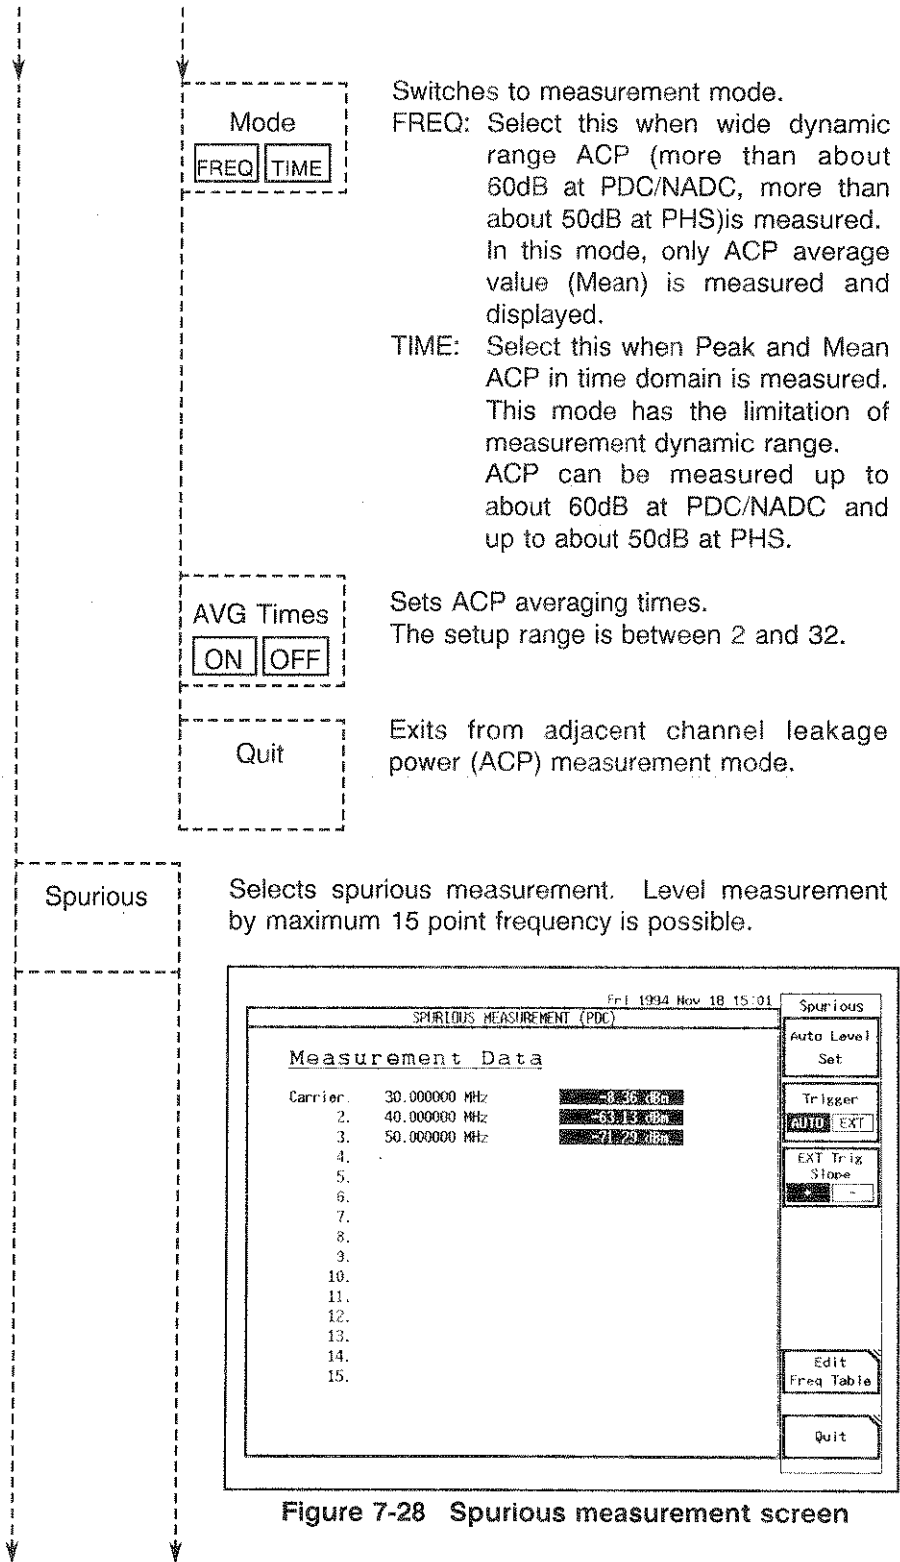 Mode
FREQ TIME
Switches to measurement mode.
FREQ: Select this when wide dynamic
range ACP (more than about
60dB at PDC/NADC, more than
about 50dB at PHS)is measured.
In this mode, only ACP average
value (Mean) is measured and
displayed.
TIME: Select this when Peak and Mean
ACP in time domain is measured.
This mode has the limitation of
measurement dynamic range.
ACP can be measured up to
about 60dB at PDC/NADC and
up to about 50dB at PHS.
AVG Times
ON OFF
Sets ACP averaging times.
The setup range is between 2 and 32.
Quit
Exits from adjacent channel leakage
power (ACP) measurement mode.
Spurious
Selects spurious measurement. Level measurement
by maximum 15 point frequency is possible.
Fri 1994 Nov 18 15:01
SPURIOUS MEASUREMENT (PDC)
Measurement Data
Carrier. 30.000000 MHz -8.36 dBm
2. 40.000000 MHz -63.13 dBm
3. 50.000000 MHz -71.29 dBm
4.
5.
6.
7.
8.
9.
10.
11.
12.
13.
14.
15.
Spurious
Auto Level
Set
Trigger
AUTO EXT
EXT Trig
Slope
+ -
Edit
Freq Table
Quit
Figure 7-28 Spurious measurement screen